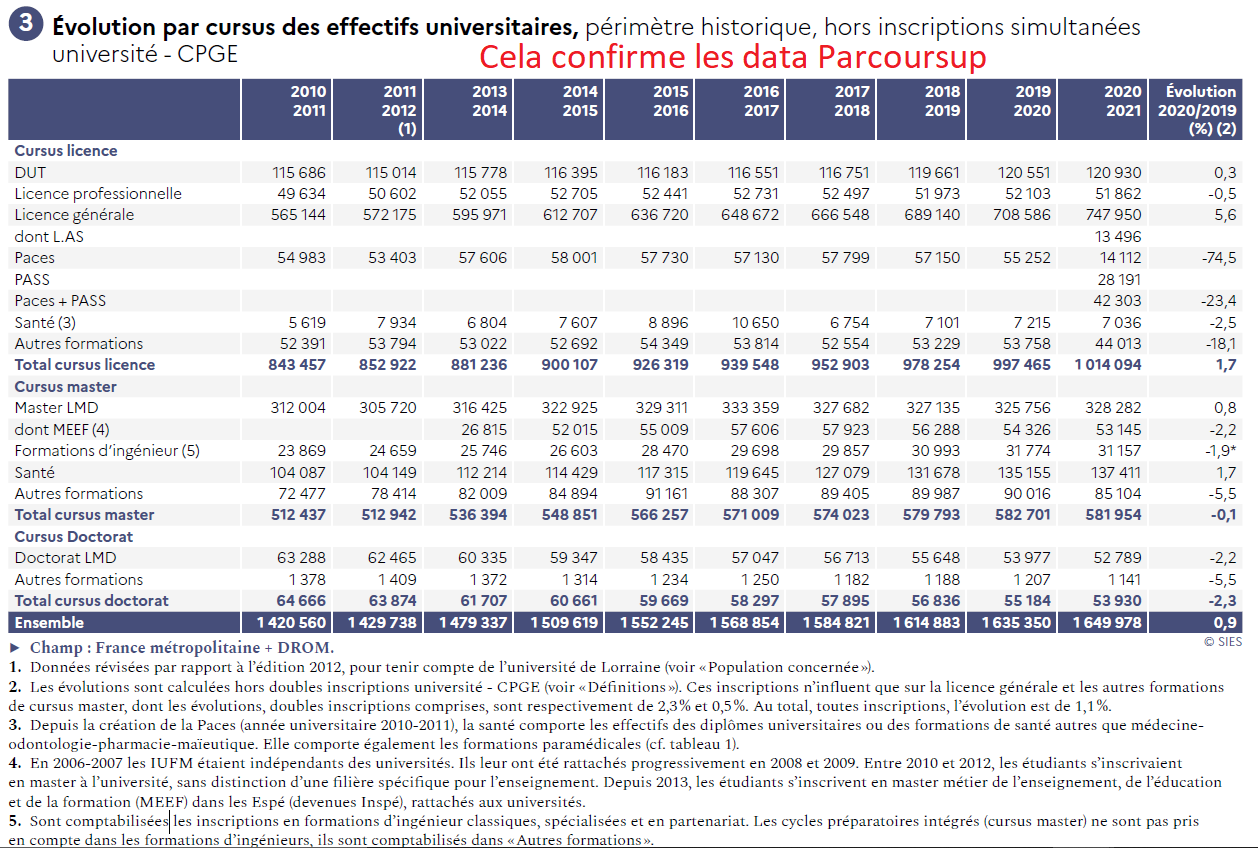 3 Évolution par cursus des effectifs universitaires, périmètre historique, hors inscriptions simultanées
université - CPGE
Cela confirme les data Parcoursup
2010 2011 2011 2012 (1) 2013 2014 2014 2015 2015 2016 2016 2017 2017 2018 2018 2019 2019 2020 2020 2021 Évolution 2020/2019 (%) (2)
Cursus licence
DUT 115 686 115 014 115 778 116 395 116 183 116 551 116 751 119 661 120 551 120 930 0,3
Licence professionnelle 49 634 50 602 52 055 52 705 52 441 52 731 52 497 51 973 52 103 51 862 -0,5
Licence générale 565 144 572 175 595 971 612 707 636 720 648 672 666 548 689 140 708 586 747 950 5,6
dont L.AS 13 496
Paces 54 983 53 403 57 606 58 001 57 730 57 130 57 799 57 150 55 252 14 112 -74,5
PASS 28 191
Paces + PASS 42 303 -23,4
Santé (3) 5 619 7 934 6 804 7 607 8 896 10 650 6 754 7 101 7 215 7 036 -2,5
Autres formations 52 391 53 794 53 022 52 692 54 349 53 814 52 554 53 229 53 758 44 013 -18,1
Total cursus licence 843 457 852 922 881 236 900 107 926 319 939 548 952 903 978 254 997 465 1 014 094 1,7
Cursus master
Master LMD 312 004 305 720 316 425 322 925 329 311 333 359 327 682 327 135 325 756 328 282 0,8
dont MEEF (4) 26 815 52 015 55 009 57 606 57 923 56 288 54 326 53 145 -2,2
Formations d'ingénieur (5) 23 869 24 659 25 746 26 603 28 470 29 698 29 857 30 993 31 774 31 157 -1,9*
Santé 104 087 104 149 112 214 114 429 117 315 119 645 127 079 131 678 135 155 137 411 1,7
Autres formations 72 477 78 414 82 009 84 894 91 161 88 307 89 405 89 987 90 016 85 104 -5,5
Total cursus master 512 437 512 942 536 394 548 851 566 257 571 009 574 023 579 793 582 701 581 954 -0,1
Cursus Doctorat
Doctorat LMD 63 288 62 465 60 335 59 347 58 435 57 047 56 713 55 648 53 977 52 789 -2,2
Autres formations 1 378 1 409 1 372 1 314 1 234 1 250 1 182 1 188 1 207 1 141 -5,5
Total cursus doctorat 64 666 63 874 61 707 60 661 59 669 58 297 57 895 56 836 55 184 53 930 -2,3
Ensemble 1 420 560 1 429 738 1 479 337 1 509 619 1 552 245 1 568 854 1 584 821 1 614 883 1 635 350 1 649 978 0,9
► Champ : France métropolitaine + DROM. © SIES
1. Données révisées par rapport à l'édition 2012, pour tenir compte de l'université de Lorraine (voir « Population concernée »).
2. Les évolutions sont calculées hors doubles inscriptions université - CPGE (voir « Définitions »). Ces inscriptions n'influent que sur la licence générale et les autres formations
de cursus master, dont les évolutions, doubles inscriptions comprises, sont respectivement de 2,3% et 0,5%. Au total, toutes inscriptions, l'évolution est de 1,1%.
3. Depuis la création de la Paces (année universitaire 2010-2011), la santé comporte les effectifs des diplômes universitaires ou des formations de santé autres que médecine-
odontologie-pharmacie-maïeutique. Elle comporte également les formations paramédicales (cf. tableau 1).
4. En 2006-2007 les IUFM étaient indépendants des universités. Ils leur ont été rattachés progressivement en 2008 et 2009. Entre 2010 et 2012, les étudiants s'inscrivaient
en master à l'université, sans distinction d'une filière spécifique pour l'enseignement. Depuis 2013, les étudiants s'inscrivent en master métier de l'enseignement, de l'éducation
et de la formation (MEEF) dans les Espé (devenues Inspé), rattachés aux universités.
5. Sont comptabilisées les inscriptions en formations d'ingénieur classiques, spécialisées et en partenariat. Les cycles préparatoires intégrés (cursus master) ne sont pas pris
en compte dans les formations d'ingénieurs, ils sont comptabilisés dans « Autres formations ».